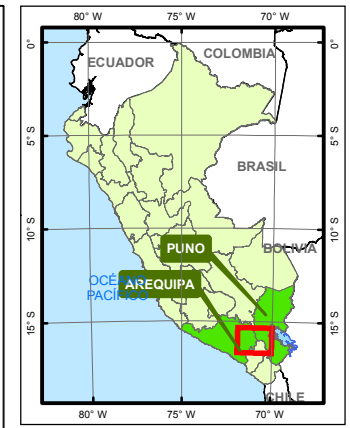 80° W 75° W 70° W
0° 0°
COLOMBIA
ECUADOR
5° S 5° S
BRASIL
10° S 10° S
PUNO
BOLIVIA
OCÉANO
PACÍFICO
AREQUIPA
15° S 15° S
CHILE
80° W 75° W 70° W